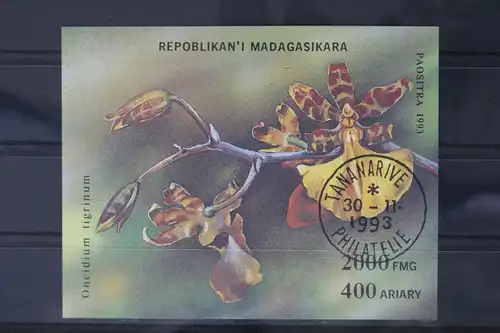 REPOBLIKAN'I MADAGASIKARA
PAOSITRA 1993
Oncidium tigrinum
TANANARIVE
*
30 - 11
1993
PHILATELIE
2000 FMG
400 ARIARY